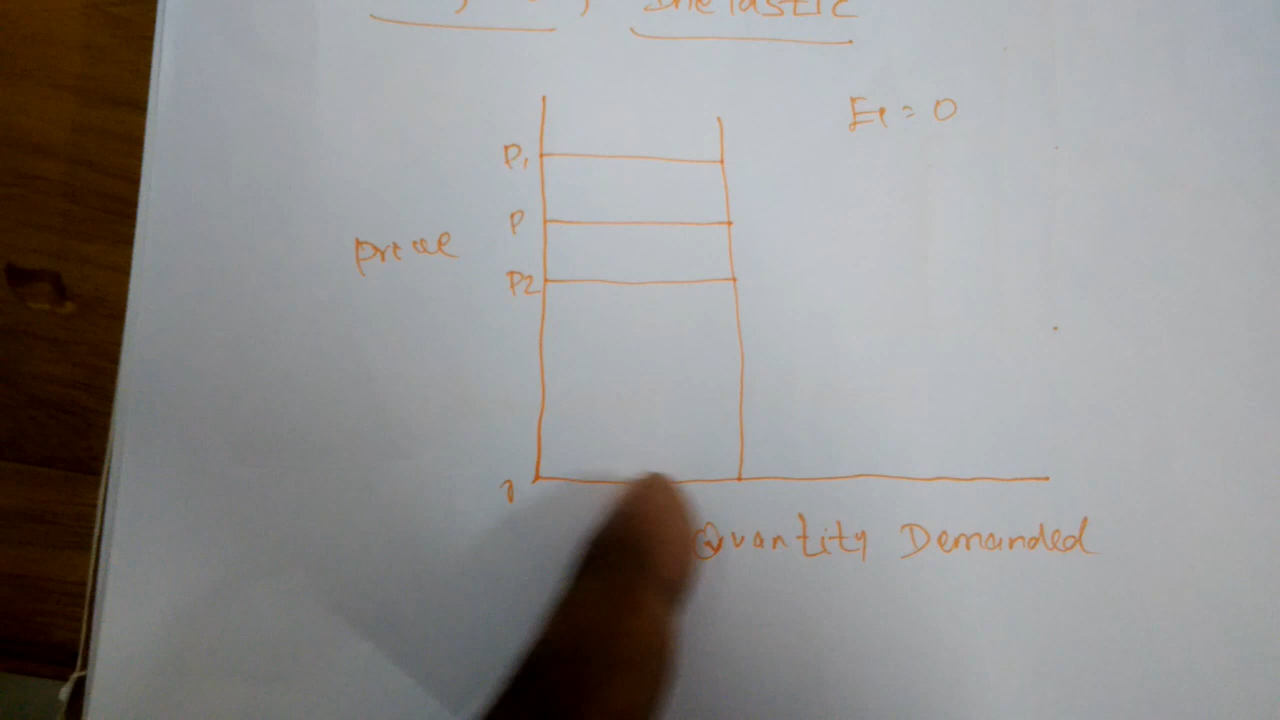 Inelastic
Ep = 0
P1
P
Price
P2
Quantity Demanded